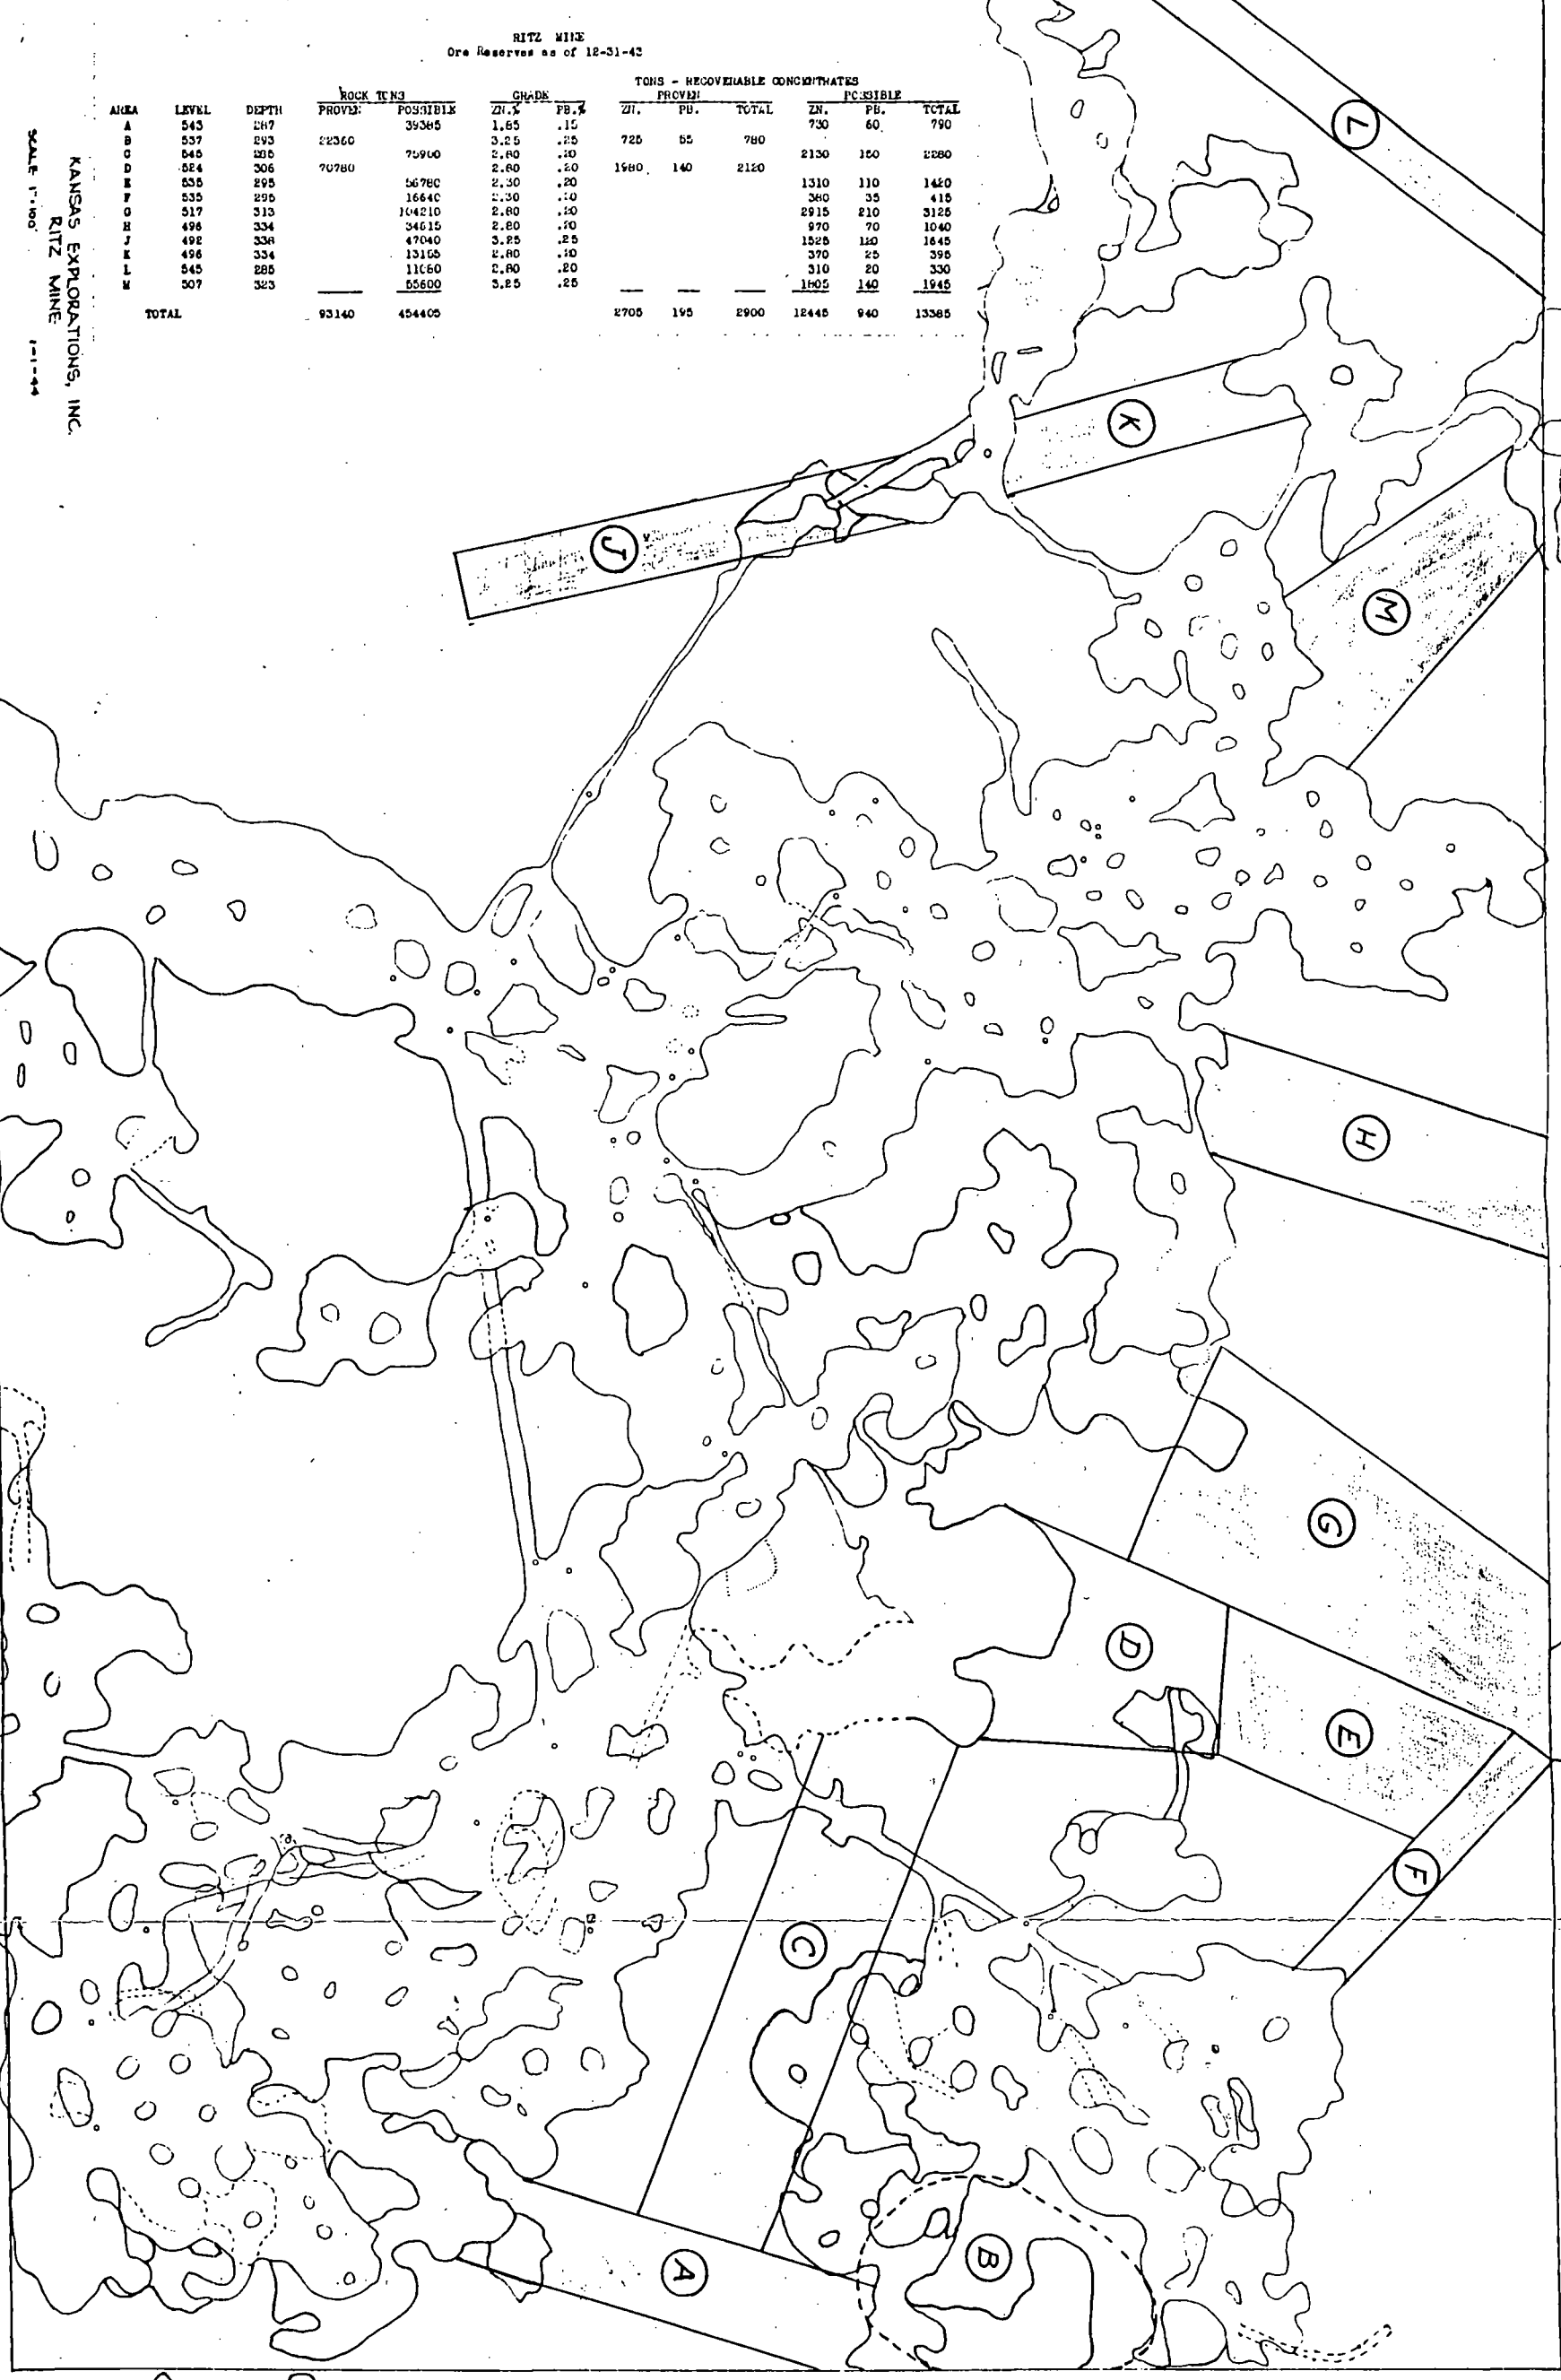 RITZ MINE
Ore Reserves as of 12-31-43
TONS - RECOVERABLE CONCENTRATES
ROCK TONS GRADE PROVEN POSSIBLE
AREA LEVEL DEPTH PROVEN POSSIBLE ZN.% PB.% ZN. PB. TOTAL ZN. PB. TOTAL
A 543 287 39385 1.85 .15 730 60 790
B 537 293 22360 3.25 .25 725 55 780
C 545 285 75900 2.80 .20 2130 150 2280
D 524 306 70780 2.80 .20 1980 140 2120
E 535 295 56780 2.30 .20 1310 110 1420
F 535 295 16640 2.30 .20 380 35 415
G 517 313 104210 2.80 .20 2915 210 3125
H 496 334 34615 2.80 .20 970 70 1040
J 492 338 47040 3.25 .25 1525 120 1645
K 496 334 13165 2.80 .20 370 25 395
L 545 285 11060 2.80 .20 310 20 330
M 507 323 55600 3.25 .25 1805 140 1945
TOTAL 93140 454405 2705 195 2900 12445 940 13385
KANSAS EXPLORATIONS, INC.
RITZ MINE
SCALE 1"=100' 1-1-44
L
K
J
M
H
G
D
E
F
C
B
A